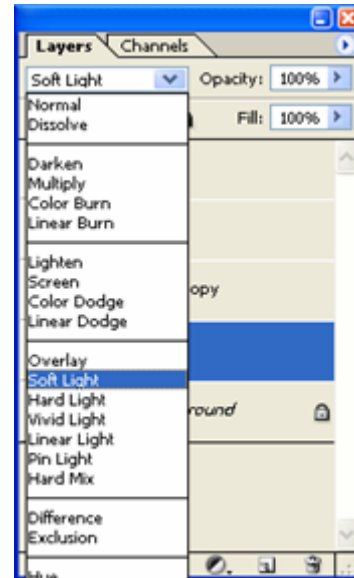 Layers Channels
Soft Light Opacity: 100%
Normal
Dissolve Fill: 100%
Darken
Multiply
Color Burn
Linear Burn
Lighten
Screen
Color Dodge opy
Linear Dodge
Overlay
Soft Light
Hard Light round
Vivid Light
Linear Light
Pin Light
Hard Mix
Difference
Exclusion
Hue